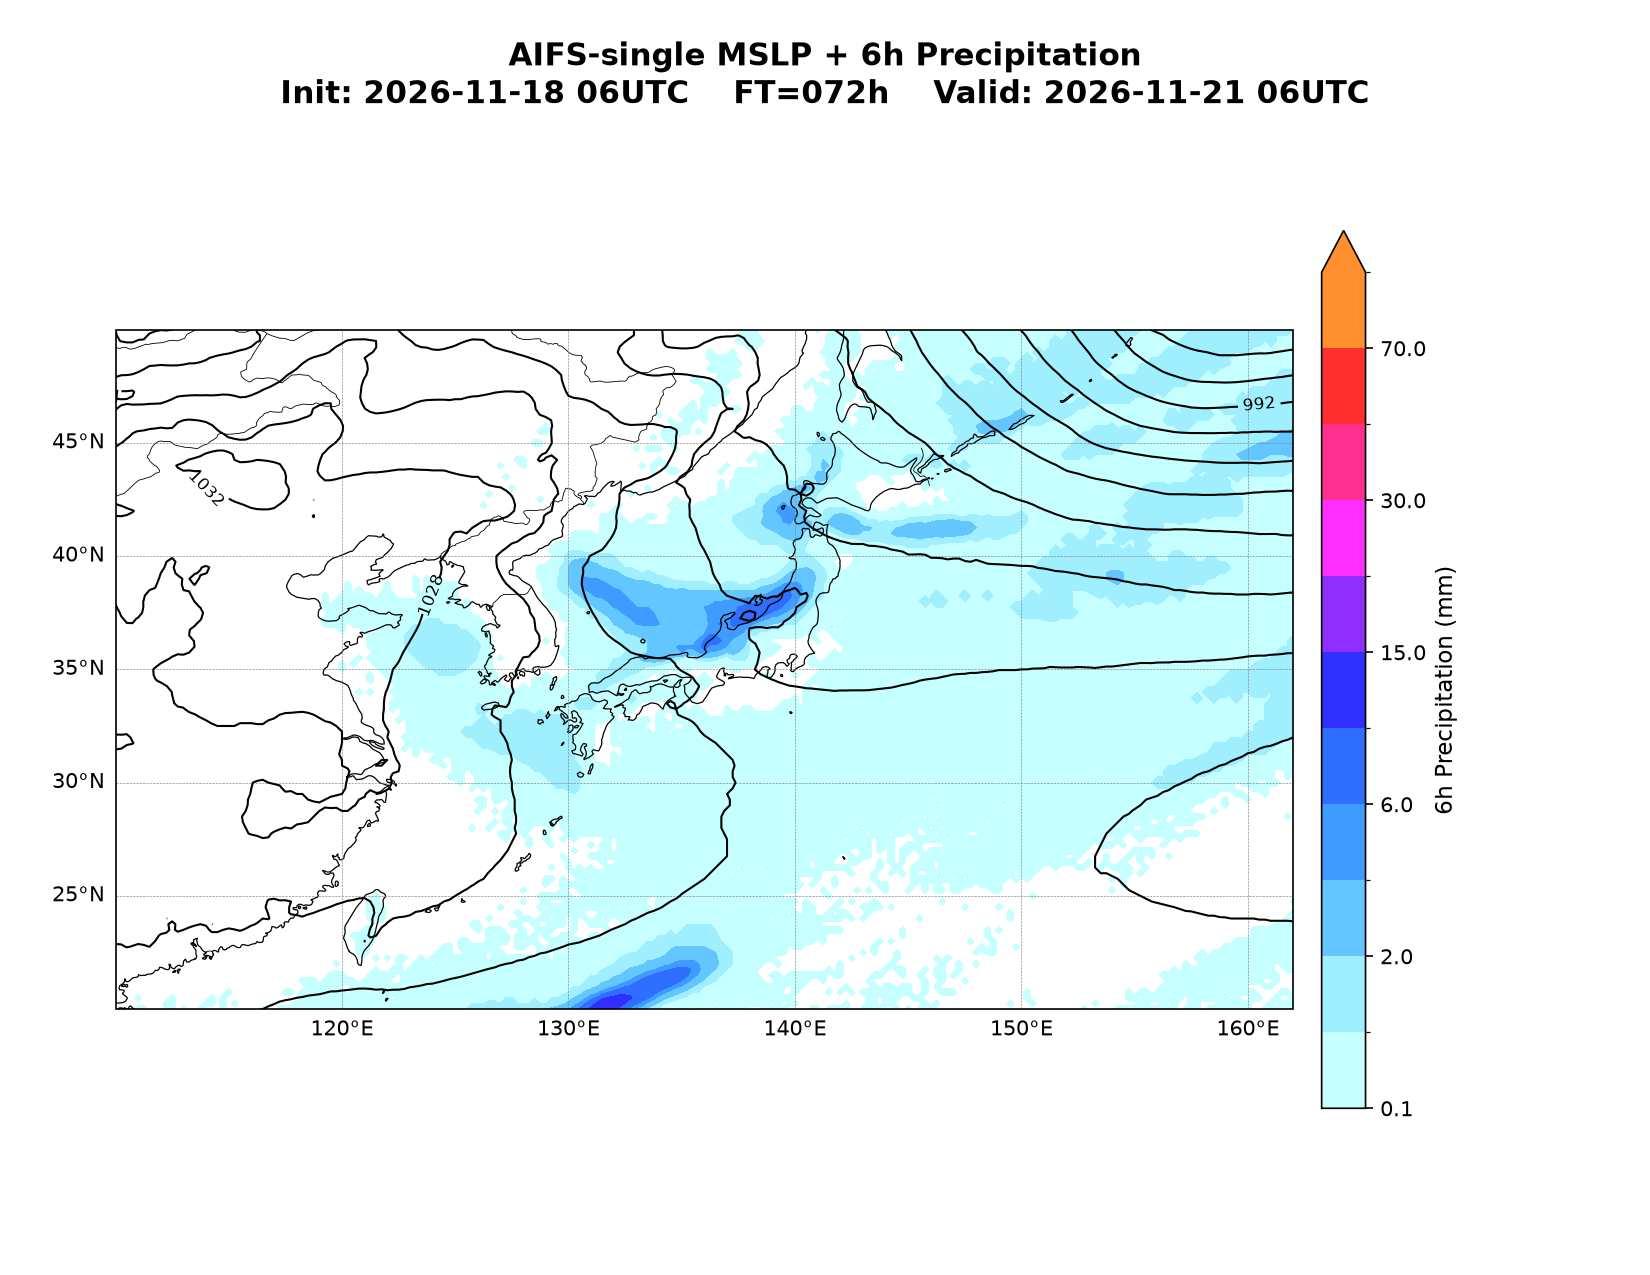 AIFS-single MSLP + 6h Precipitation
Init: 2026-11-18 06UTC    FT=072h    Valid: 2026-11-21 06UTC
70.0
992
45°N
1032
30.0
40°N
1028
15.0
35°N
6h Precipitation (mm)
30°N
6.0
25°N
2.0
120°E
130°E
140°E
150°E
160°E
0.1